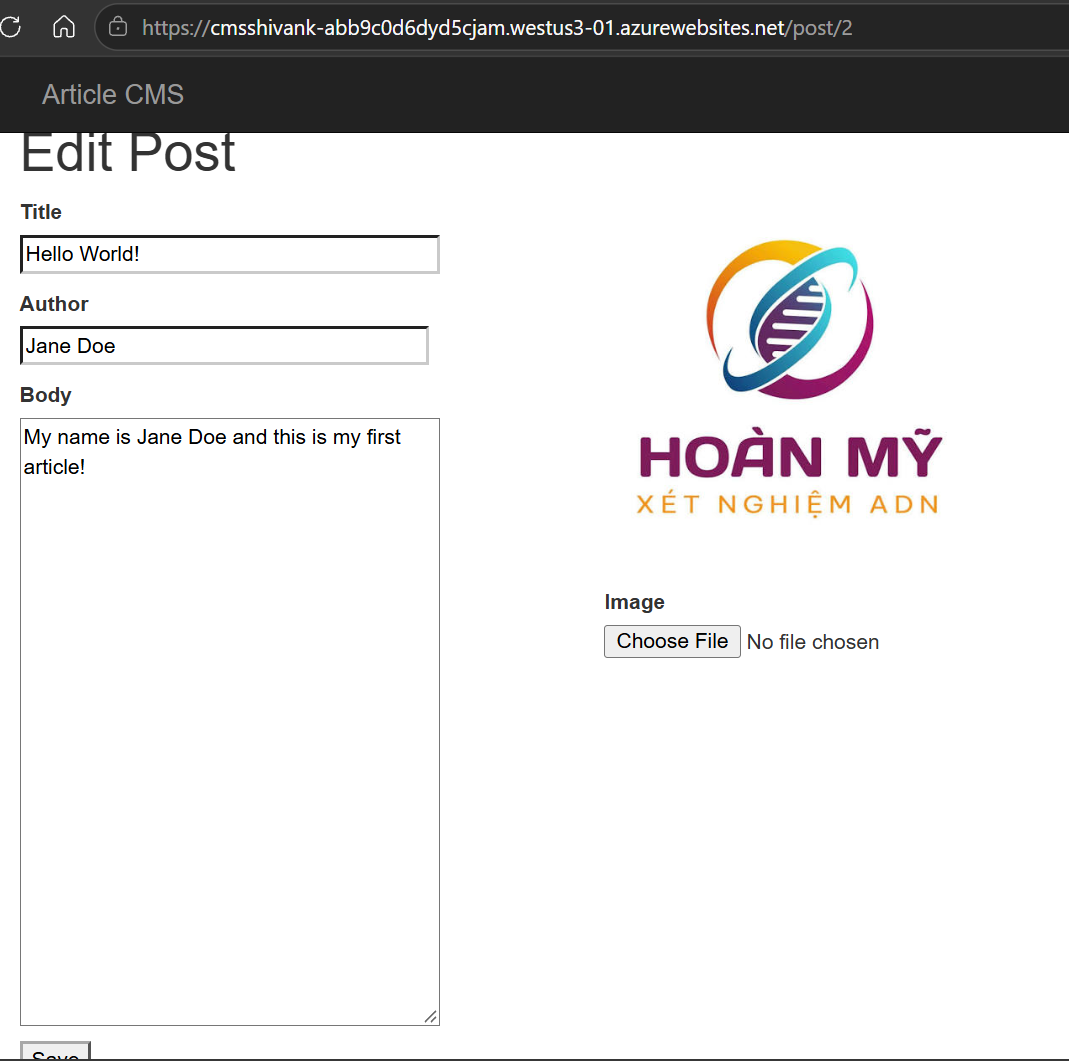 https://cmsshivank-abb9c0d6dyd5cjam.westus3-01.azurewebsites.net/post/2
Article CMS
Edit Post
Title
Hello World!
Author
Jane Doe
Body
My name is Jane Doe and this is my first
article!
Save
HOÀN MỸ
XÉT NGHIỆM ADN
Image
Choose File No file chosen